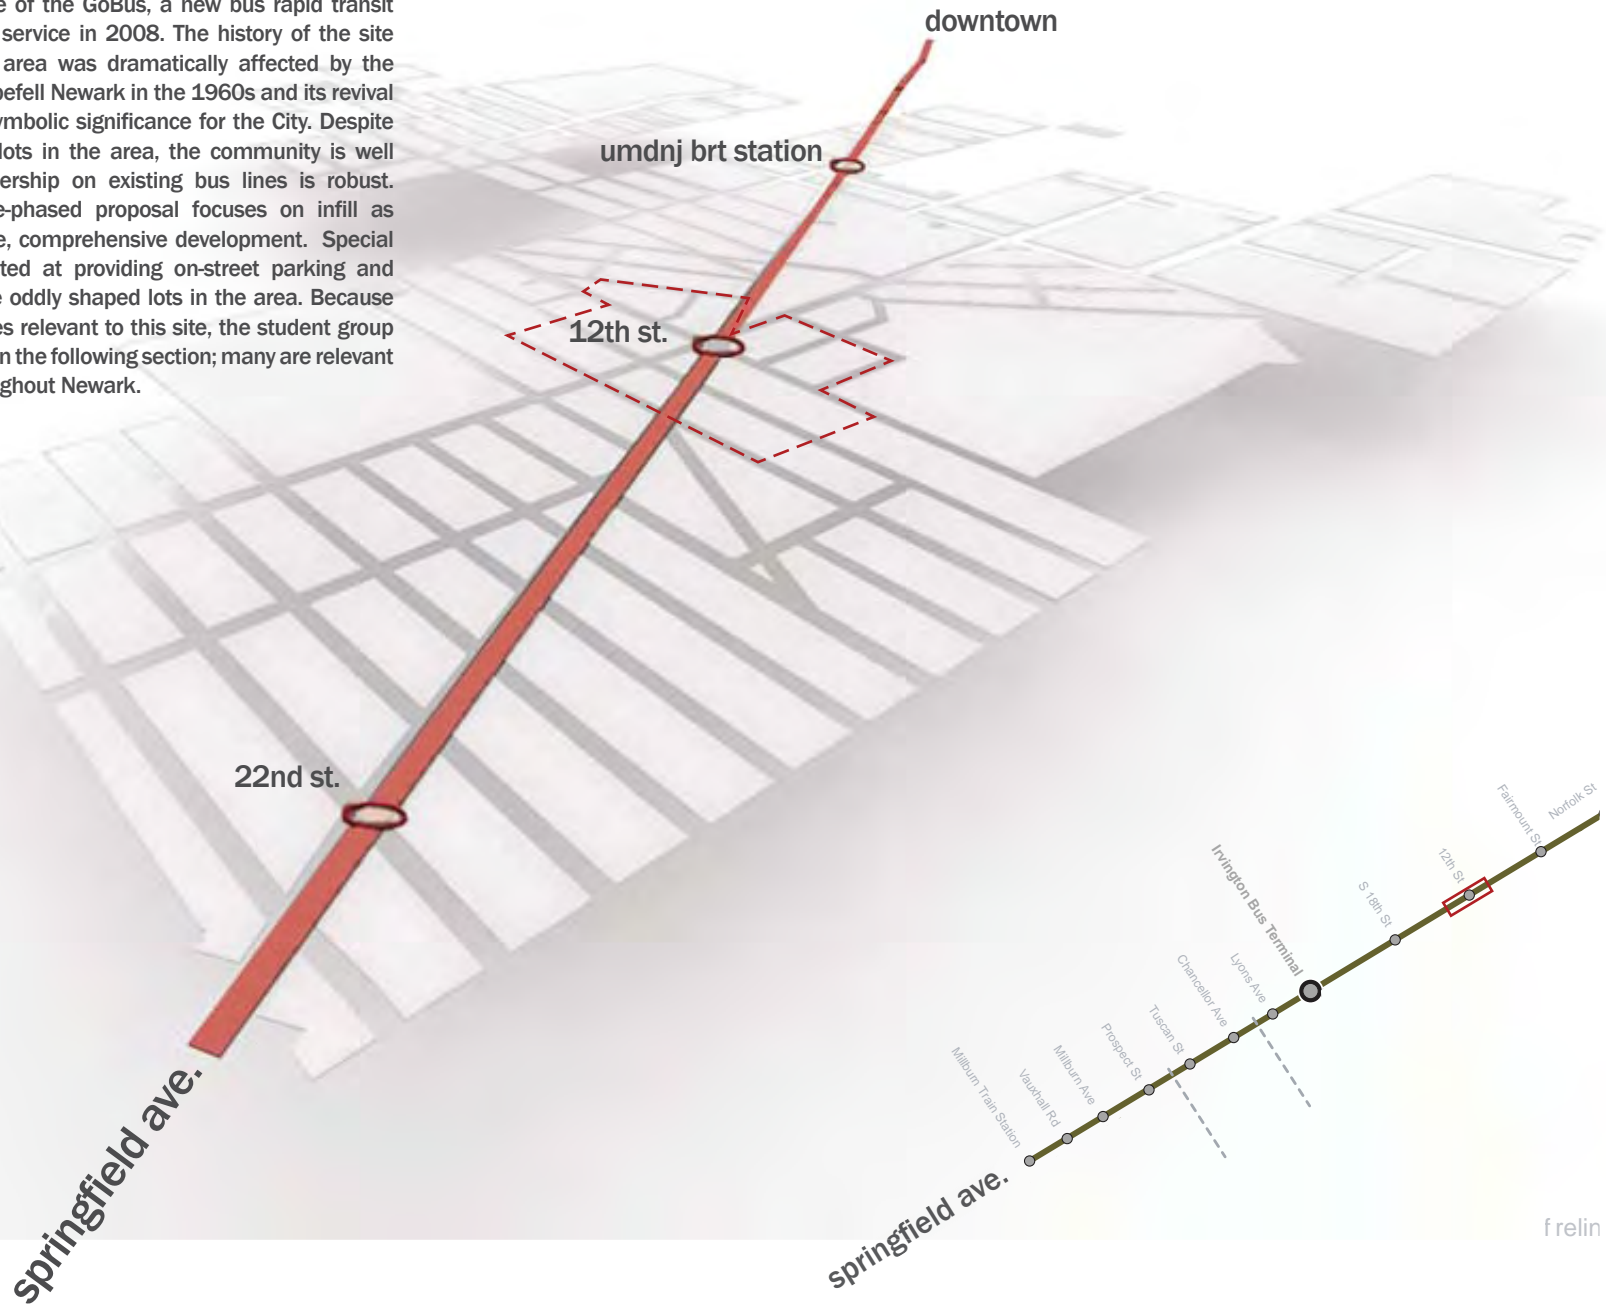 e of the GoBus, a new bus rapid transit
service in 2008. The history of the site
area was dramatically affected by the
befell Newark in the 1960s and its revival
ymbolic significance for the City. Despite
lots in the area, the community is well
ership on existing bus lines is robust.
e-phased proposal focuses on infill as
e, comprehensive development. Special
ted at providing on-street parking and
e oddly shaped lots in the area. Because
es relevant to this site, the student group
n the following section; many are relevant
ghout Newark.
downtown
umdnj brt station
12th st.
22nd st.
springfield ave.
Norfolk St
Fairmount St
12th St
S 18th St
Irvington Bus Terminal
Lyons Ave
Chancellor Ave
Tuscan St
Prospect St
Millburn Ave
Vauxhall Rd
Millburn Train Station
springfield ave.
f relin